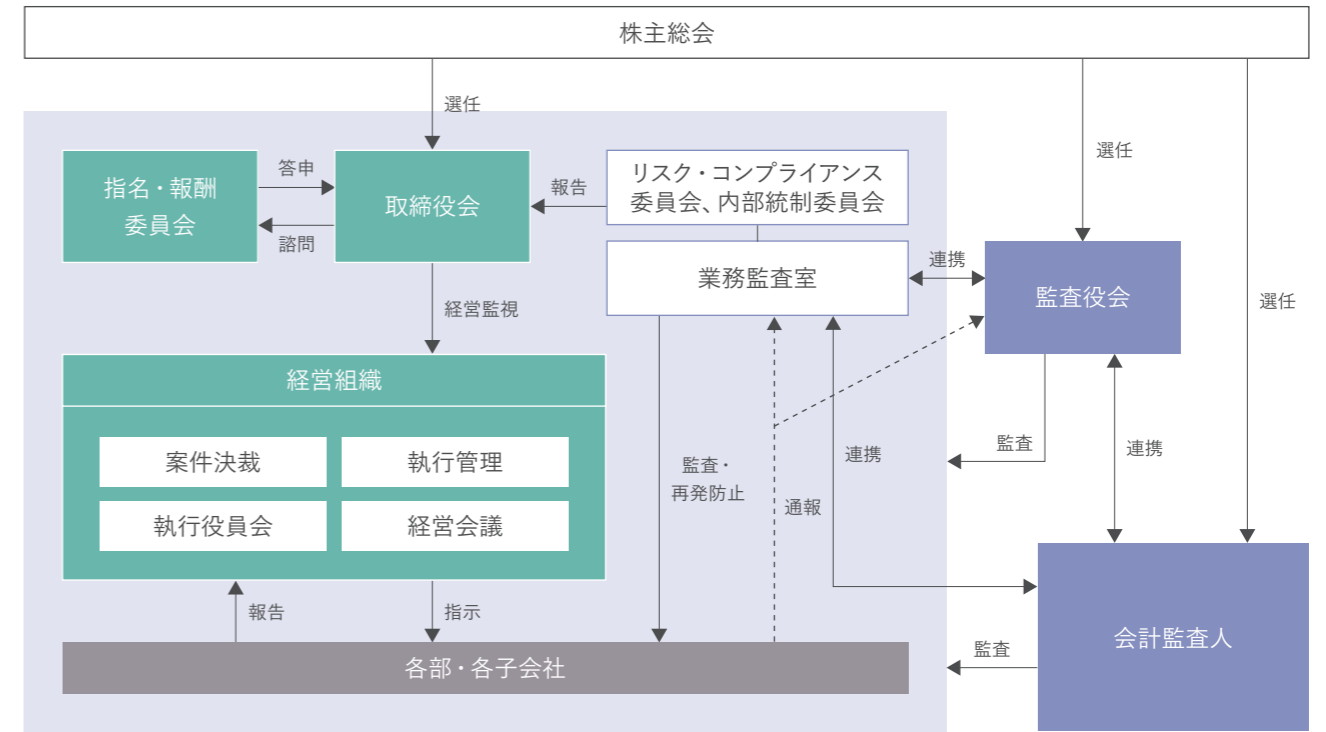 株主総会
選任
選任
選任
指名・報酬
委員会
答申
諮問
取締役会
報告
リスク・コンプライアンス
委員会、内部統制委員会
業務監査室
連携
監査役会
経営監視
経営組織
案件決裁
執行管理
執行役員会
経営会議
監査・
再発防止
通報
連携
監査
連携
報告
指示
各部・各子会社
監査
会計監査人